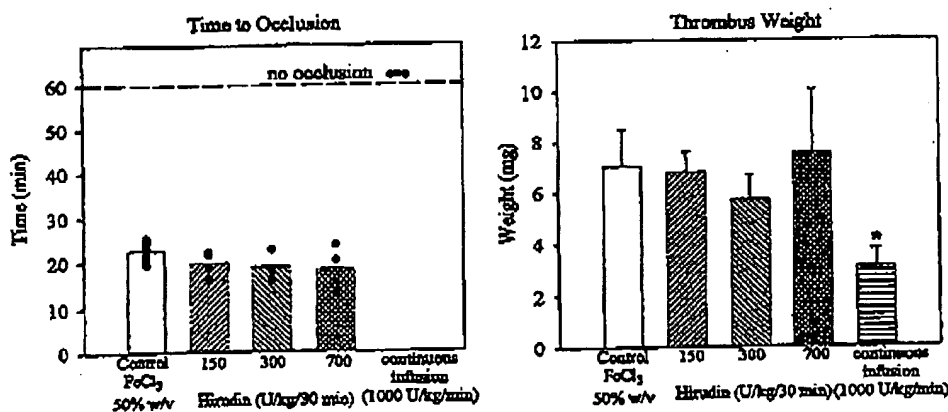 Time to Occlusion
no occlusion
60
50
40
30
20
10
0
Time (min)
Control
FeCl3
50% w/v
150
300
700
continuous
infusion
Hirudin (U/kg/30 min)
(1000 U/kg/min)
Thrombus Weight
12
10
8
6
4
2
0
Weight (mg)
*
Control
FeCl3
50% w/v
150
300
700
continuous
infusion
Hirudin (U/kg/30 min)
(1000 U/kg/min)